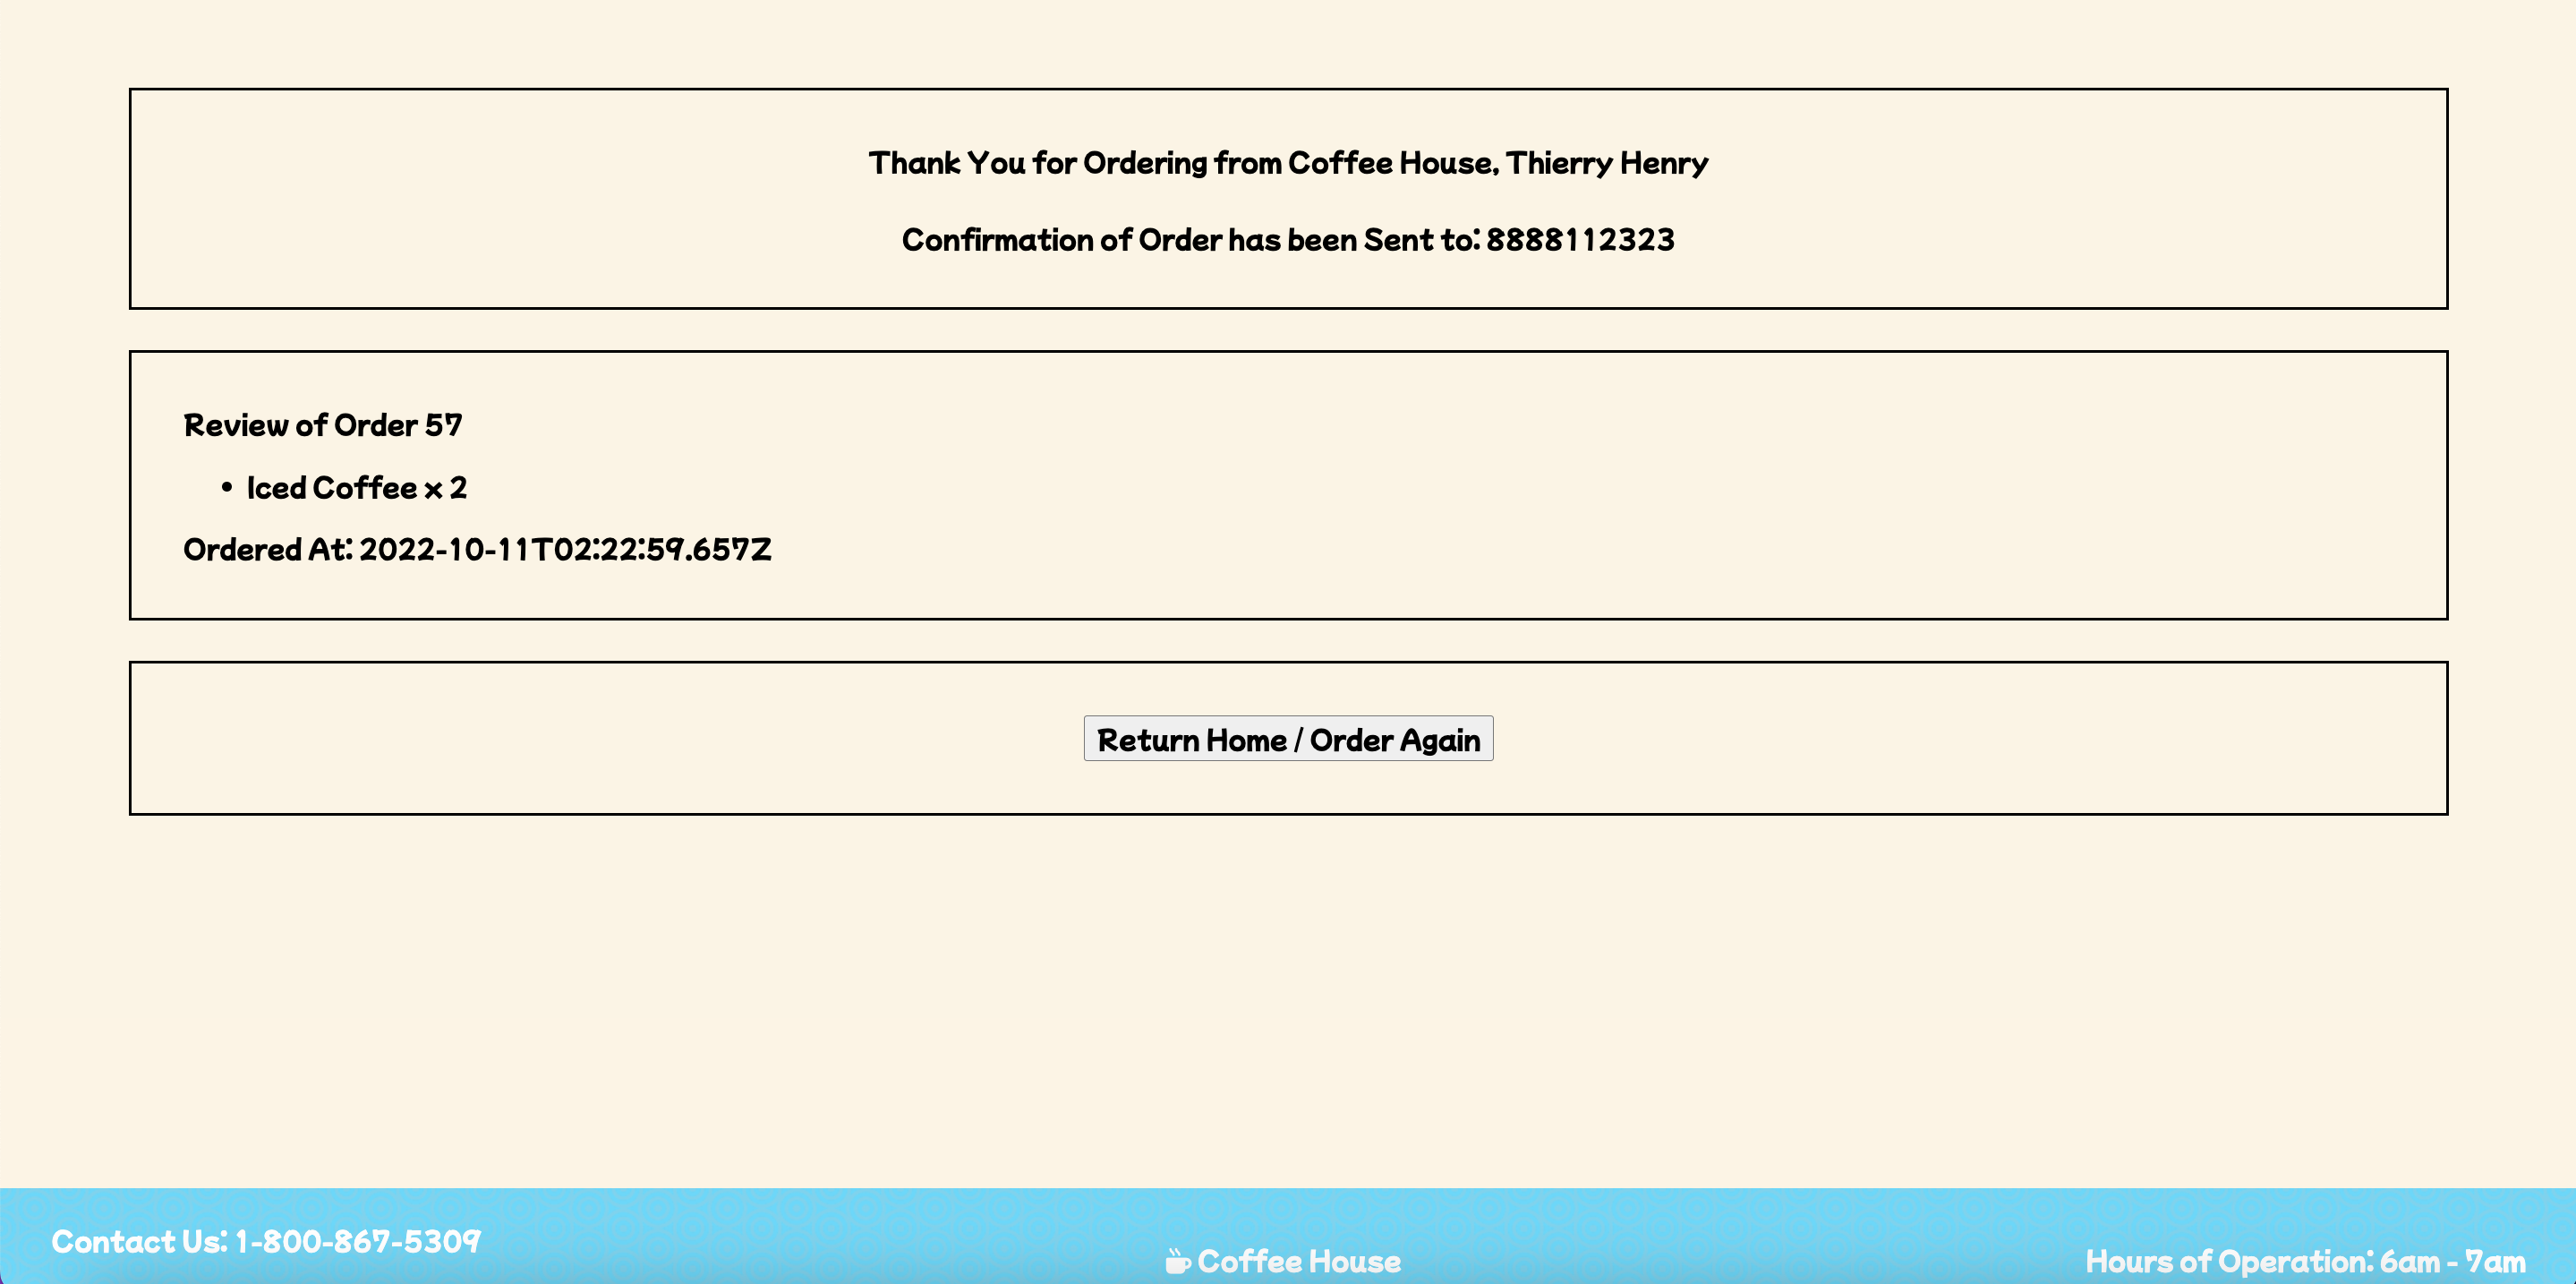 Thank You for Ordering from Coffee House, Thierry Henry
Confirmation of Order has been Sent to: 8888112323
Review of Order 57
• Iced Coffee x 2
Ordered At: 2022-10-11T02:22:59.657Z
Return Home / Order Again
Contact Us: 1-800-867-5309
Coffee House
Hours of Operation: 6am - 7am